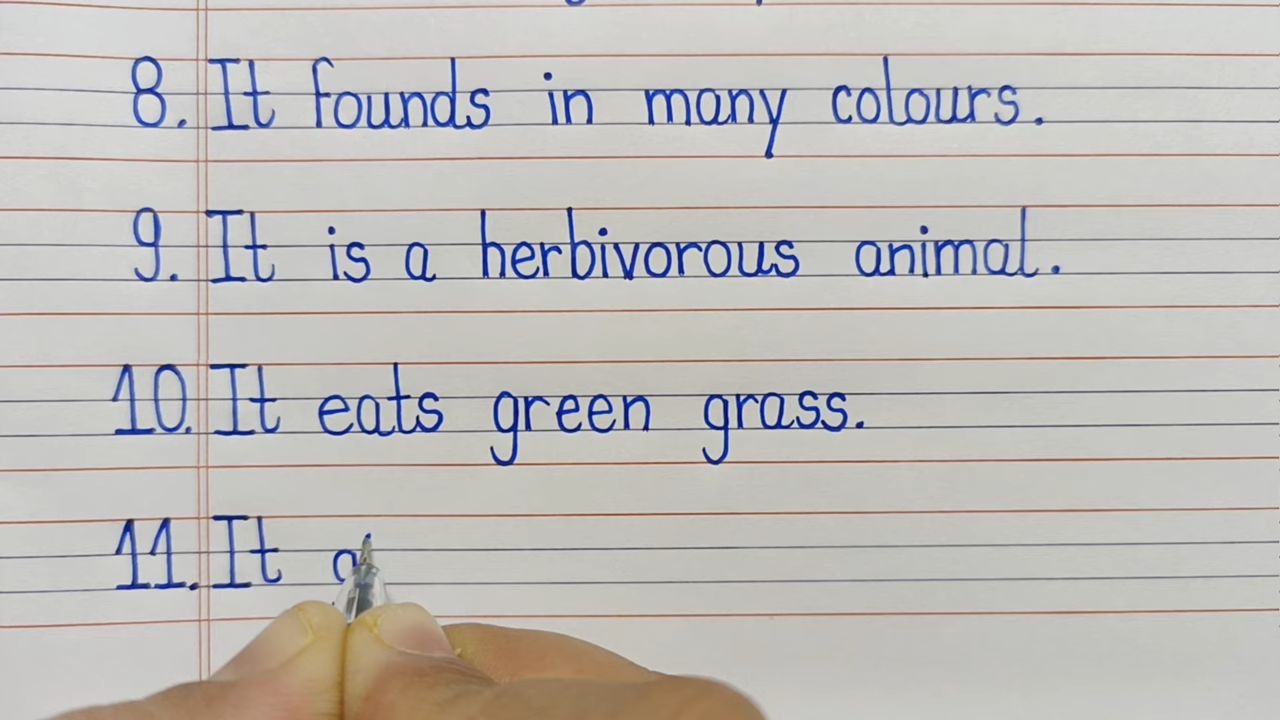 8. It founds in many colours.
9. It is a herbivorous animal.
10. It eats green grass.
11. It